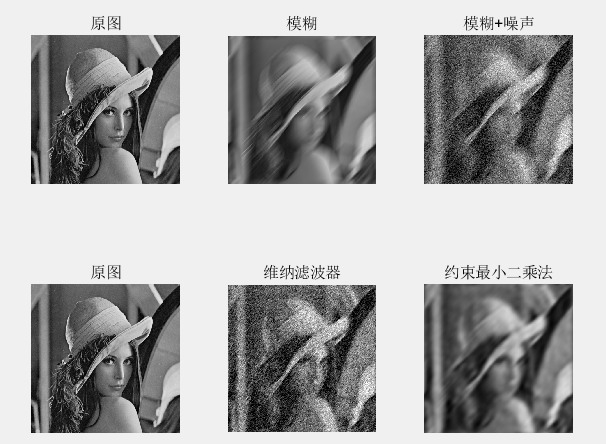 原图
模糊
模糊+噪声
原图
维纳滤波器
约束最小二乘法